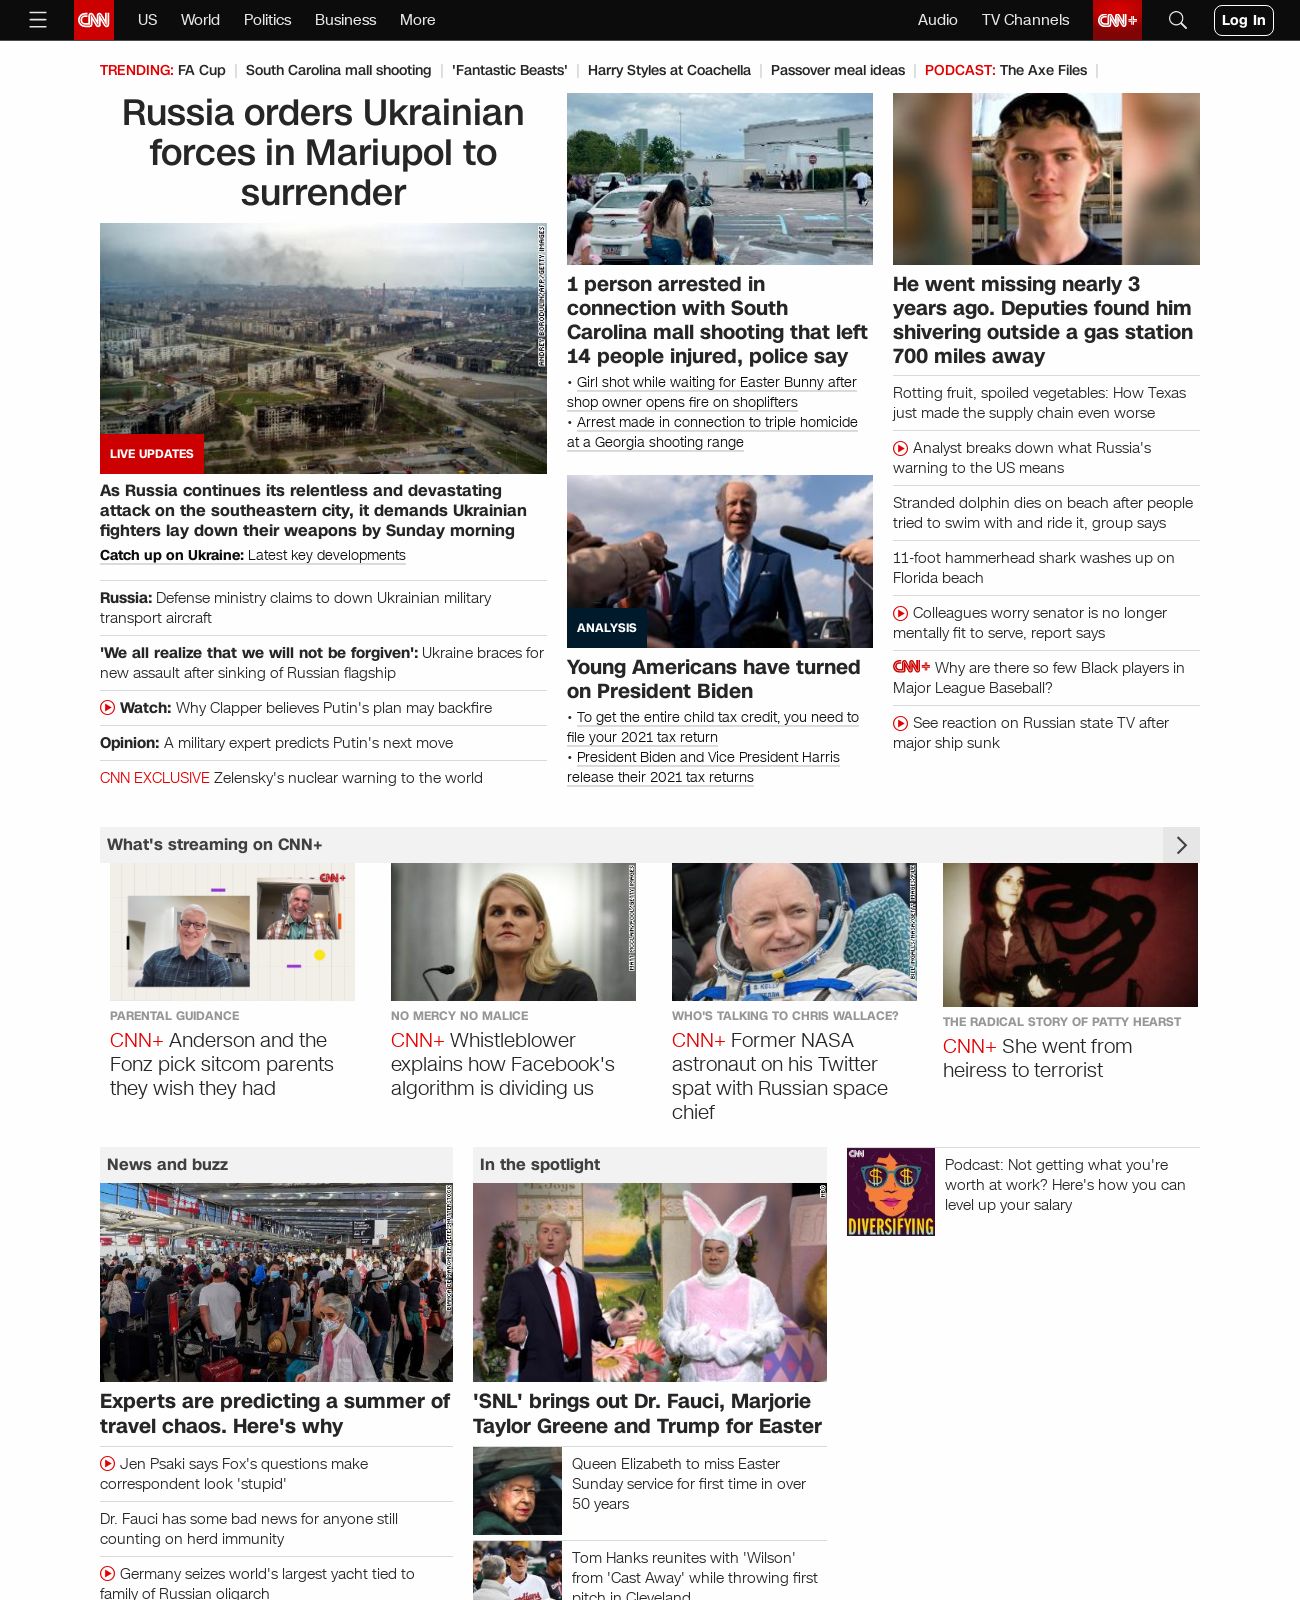 CNN US World Politics Business More Audio TV Channels CNN+ Log In
TRENDING: FA Cup South Carolina mall shooting 'Fantastic Beasts' Harry Styles at Coachella Passover meal ideas PODCAST: The Axe Files
Russia orders Ukrainian
forces in Mariupol to
surrender
ANDREY BORODULIN/AFP/GETTY IMAGES
LIVE UPDATES
As Russia continues its relentless and devastating
attack on the southeastern city, it demands Ukrainian
fighters lay down their weapons by Sunday morning
Catch up on Ukraine: Latest key developments
Russia: Defense ministry claims to down Ukrainian military
transport aircraft
'We all realize that we will not be forgiven': Ukraine braces for
new assault after sinking of Russian flagship
Watch: Why Clapper believes Putin's plan may backfire
Opinion: A military expert predicts Putin's next move
CNN EXCLUSIVE Zelensky's nuclear warning to the world
1 person arrested in
connection with South
Carolina mall shooting that left
14 people injured, police say
• Girl shot while waiting for Easter Bunny after
shop owner opens fire on shoplifters
• Arrest made in connection to triple homicide
at a Georgia shooting range
ANALYSIS
Young Americans have turned
on President Biden
• To get the entire child tax credit, you need to
file your 2021 tax return
• President Biden and Vice President Harris
release their 2021 tax returns
He went missing nearly 3
years ago. Deputies found him
shivering outside a gas station
700 miles away
Rotting fruit, spoiled vegetables: How Texas
just made the supply chain even worse
Analyst breaks down what Russia's
warning to the US means
Stranded dolphin dies on beach after people
tried to swim with and ride it, group says
11-foot hammerhead shark washes up on
Florida beach
Colleagues worry senator is no longer
mentally fit to serve, report says
CNN+ Why are there so few Black players in
Major League Baseball?
See reaction on Russian state TV after
major ship sunk
What's streaming on CNN+
CNN+
PARENTAL GUIDANCE
CNN+ Anderson and the
Fonz pick sitcom parents
they wish they had
NO MERCY NO MALICE
CNN+ Whistleblower
explains how Facebook's
algorithm is dividing us
WHO'S TALKING TO CHRIS WALLACE?
CNN+ Former NASA
astronaut on his Twitter
spat with Russian space
chief
THE RADICAL STORY OF PATTY HEARST
CNN+ She went from
heiress to terrorist
News and buzz
Experts are predicting a summer of
travel chaos. Here's why
Jen Psaki says Fox's questions make
correspondent look 'stupid'
Dr. Fauci has some bad news for anyone still
counting on herd immunity
Germany seizes world's largest yacht tied to
family of Russian oligarch
In the spotlight
NBC
'SNL' brings out Dr. Fauci, Marjorie
Taylor Greene and Trump for Easter
Queen Elizabeth to miss Easter
Sunday service for first time in over
50 years
Tom Hanks reunites with 'Wilson'
from 'Cast Away' while throwing first
pitch in Cleveland
CNN
DIVERSIFYING
Podcast: Not getting what you're
worth at work? Here's how you can
level up your salary